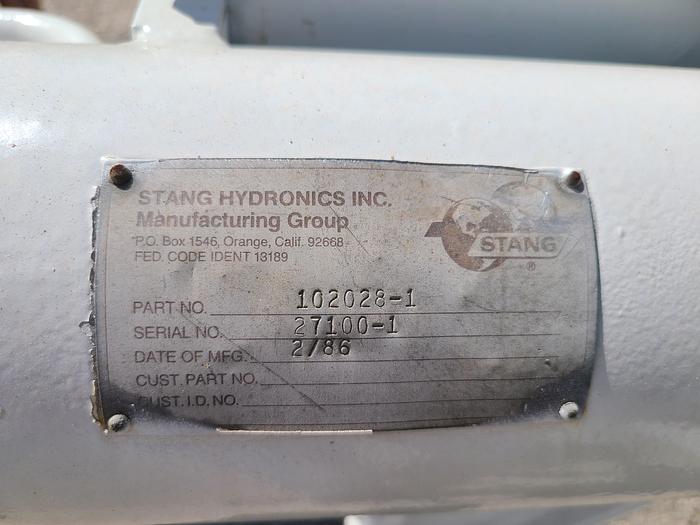 STANG HYDRONICS INC.
Manufacturing Group
P.O. Box 1546, Orange, Calif. 92668
FED. CODE IDENT 13189
STANG
®
PART NO. 102028-1
SERIAL NO. 27100-1
DATE OF MFG. 2/86
CUST. PART NO.
CUST. I.D. NO.